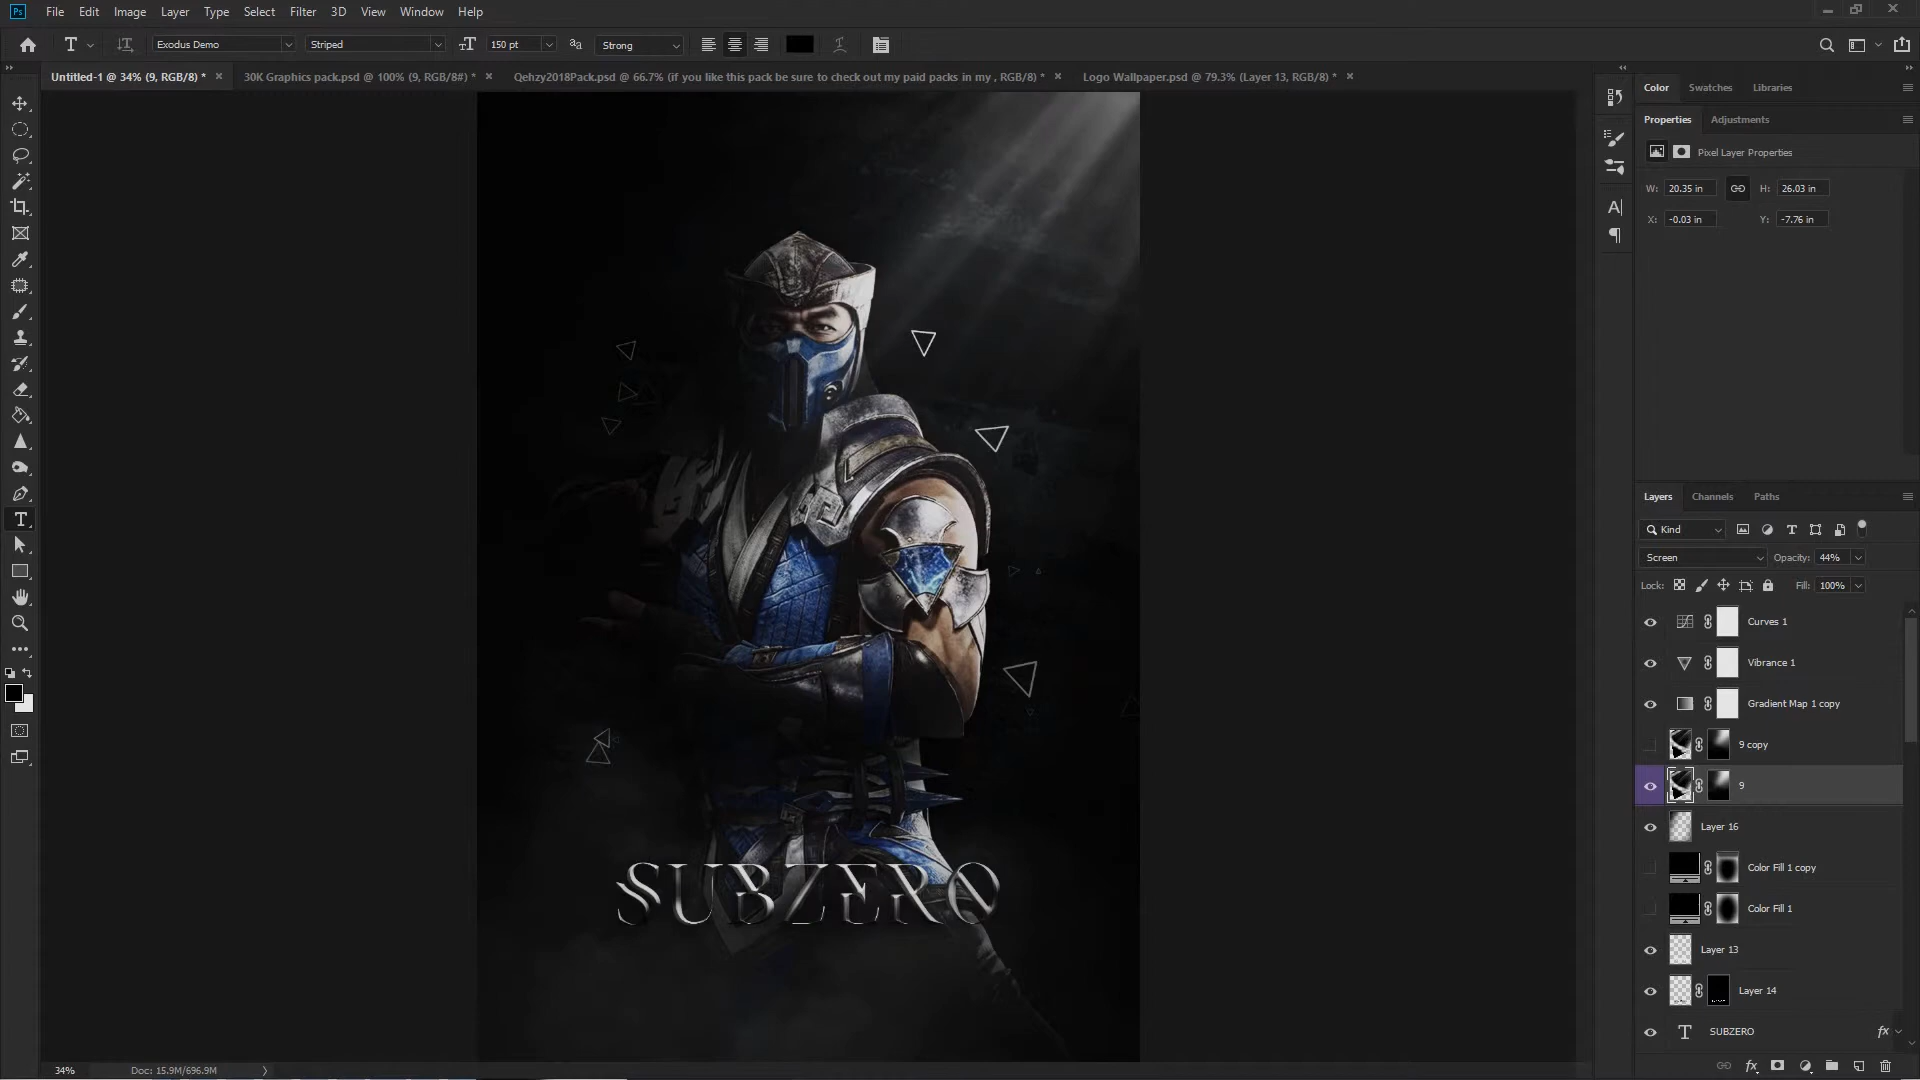 Ps File Edit Image Layer Type Select Filter 3D View Window Help
T Exodus Demo Striped 150 pt Strong
Untitled-1 @ 34% (9, RGB/8) * 30K Graphics pack.psd @ 100% (9, RGB/8#) * Qehzy2018Pack.psd @ 66.7% (if you like this pack be sure to check out my paid packs in my , RGB/8) * Logo Wallpaper.psd @ 79.3% (Layer 13, RGB/8) *
Color Swatches Libraries
Properties Adjustments
Pixel Layer Properties
W: 20.35 in H: 26.03 in
X: -0.03 in Y: -7.76 in
SUBZERO
Layers Channels Paths
Kind
Screen Opacity: 44%
Lock: Fill: 100%
Curves 1
Vibrance 1
Gradient Map 1 copy
9 copy
9
Layer 16
Color Fill 1 copy
Color Fill 1
Layer 13
Layer 14
T SUBZERO fx
fx
34% Doc: 15.9M/696.9M